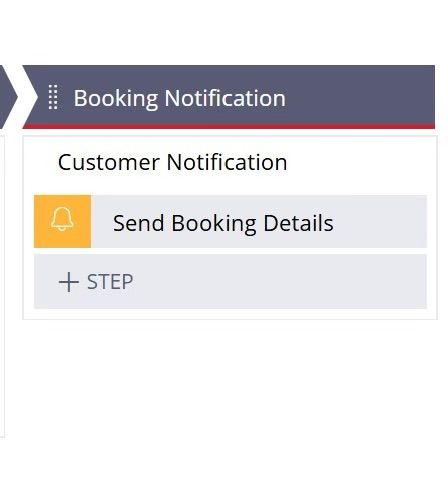 Booking Notification
Customer Notification
Send Booking Details
+ STEP